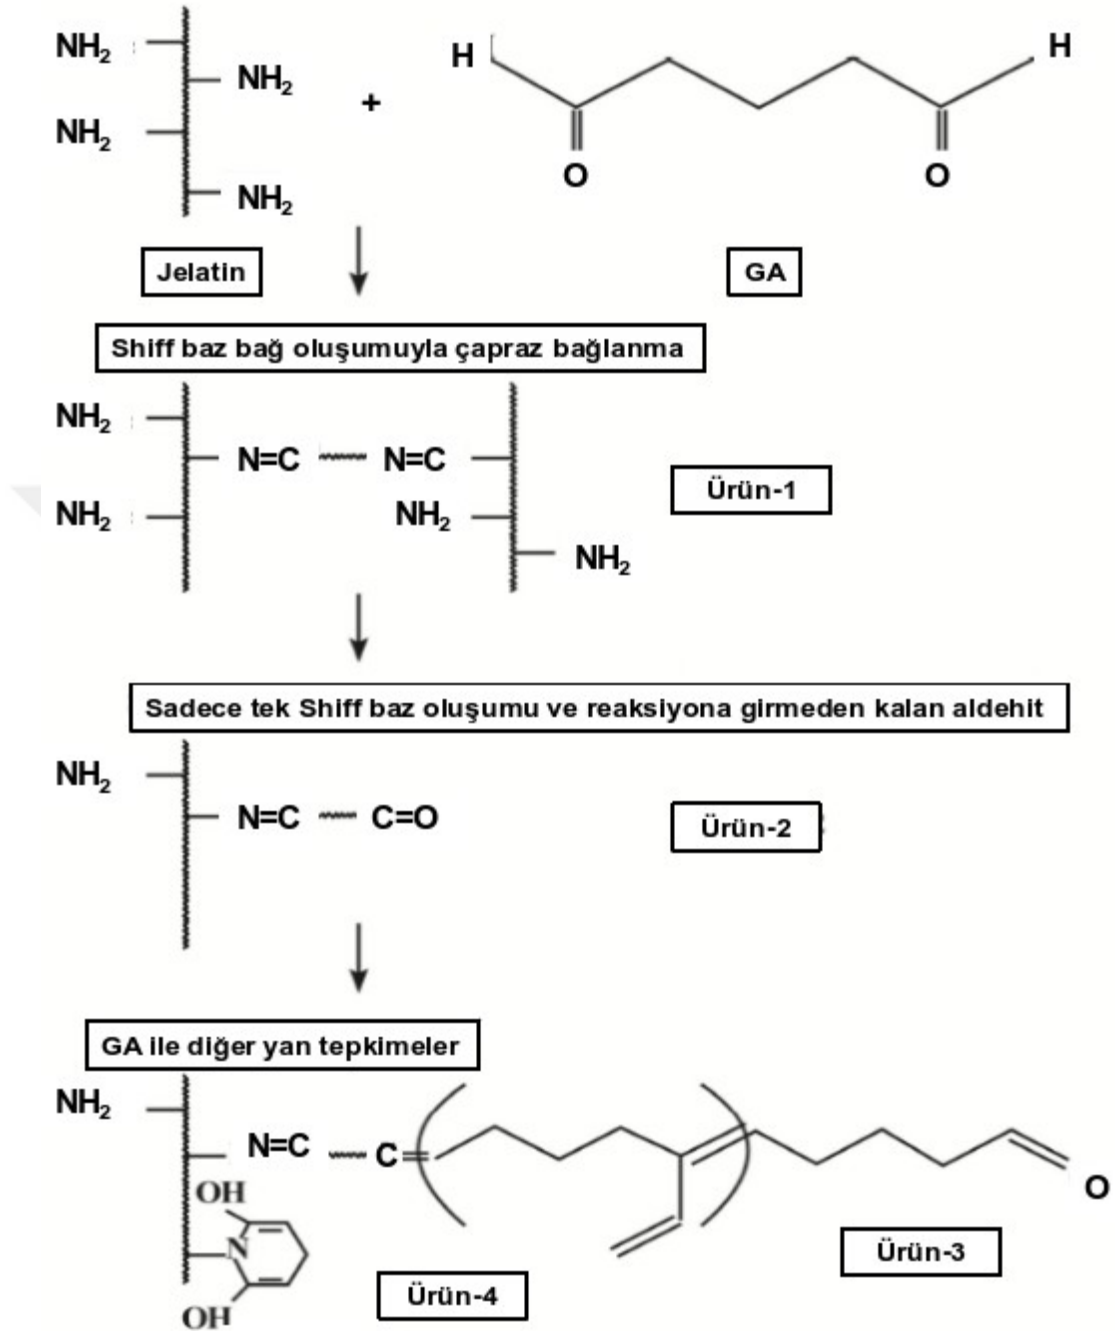 NH₂
NH₂
NH₂
NH₂
+
H
H
O
O
Jelatin
GA
Shiff baz bağ oluşumuyla çapraz bağlanma
NH₂
N=C
N=C
NH₂
NH₂
NH₂
Ürün-1
Sadece tek Shiff baz oluşumu ve reaksiyona girmeden kalan aldehit
NH₂
N=C
C=O
Ürün-2
GA ile diğer yan tepkimeler
NH₂
N=C
C
O
OH
N
OH
Ürün-3
Ürün-4